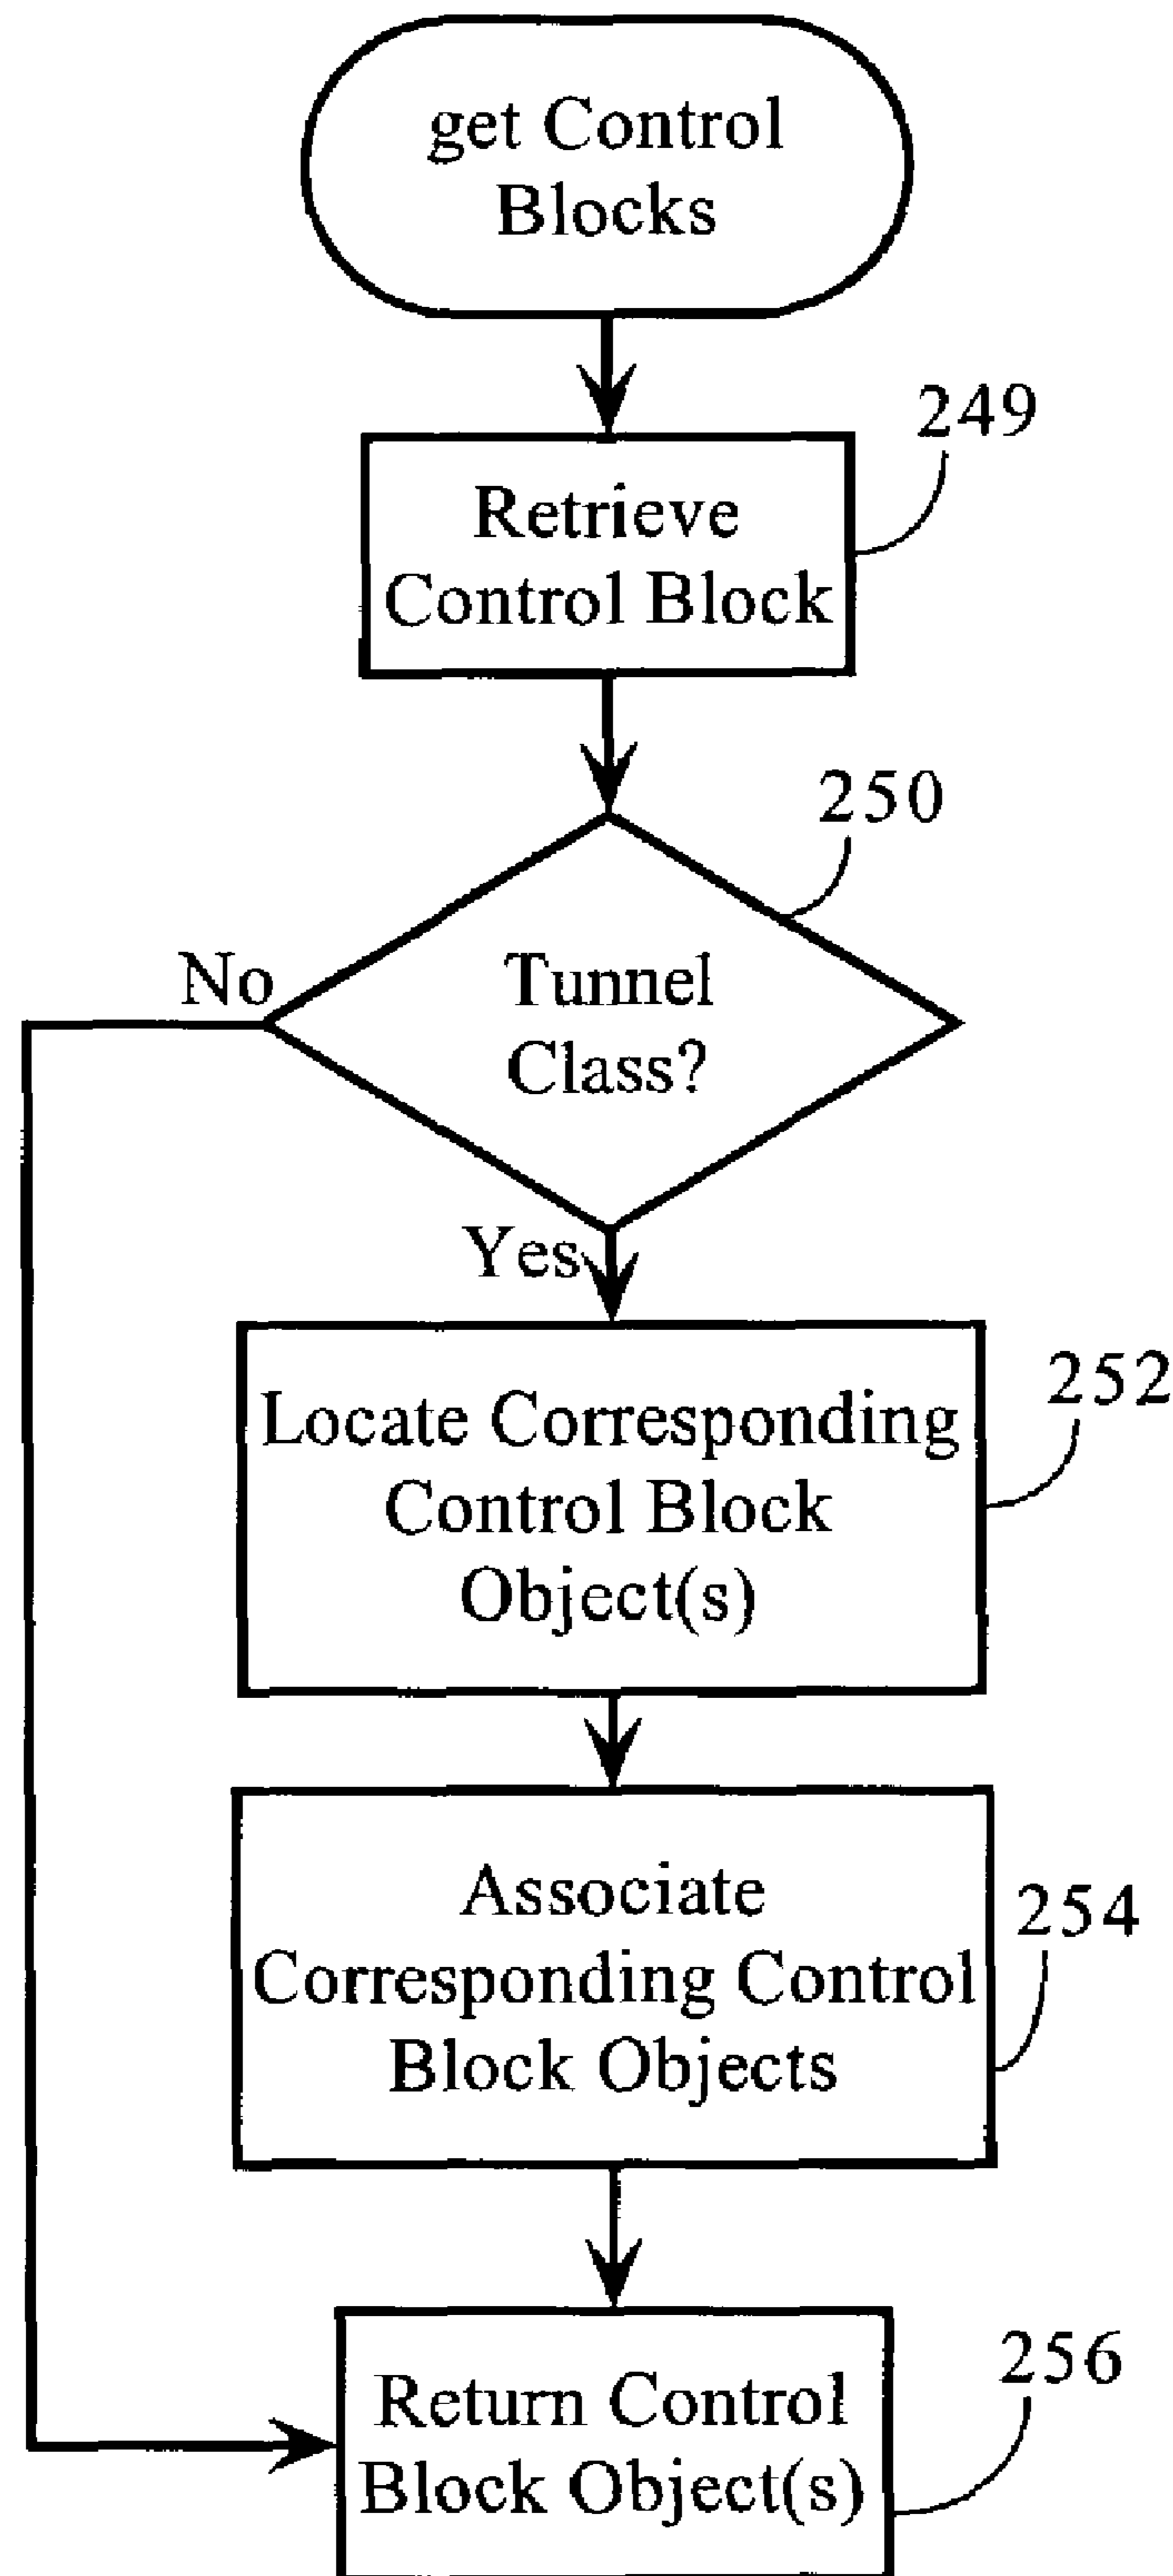 get Control
Blocks
249
Retrieve
Control Block
250
No
Tunnel
Class?
Yes
252
Locate Corresponding
Control Block
Object(s)
254
Associate
Corresponding Control
Block Objects
256
Return Control
Block Object(s)